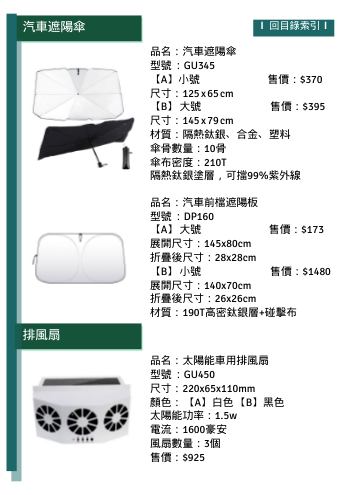 汽車遮陽傘
I 回目錄索引 I
品名：汽車遮陽傘
型號：GU345
【A】小號 售價：$370
尺寸：125x65cm
【B】大號 售價：$395
尺寸：145x79cm
材質：隔熱鈦銀、合金、塑料
傘骨數量：10骨
傘布密度：210T
隔熱鈦銀塗層，可擋99%紫外線
品名：汽車前檔遮陽板
型號：DP160
【A】大號 售價：$173
展開尺寸：145x80cm
折疊後尺寸：28x28cm
【B】小號 售價：$1480
展開尺寸：140x70cm
折疊後尺寸：26x26cm
材質：190T高密鈦銀層+碰擊布
排風扇
品名：太陽能車用排風扇
型號：GU450
尺寸：220x65x110mm
顏色：【A】白色【B】黑色
太陽能功率：1.5w
電流：1600豪安
風扇數量：3個
售價：$925